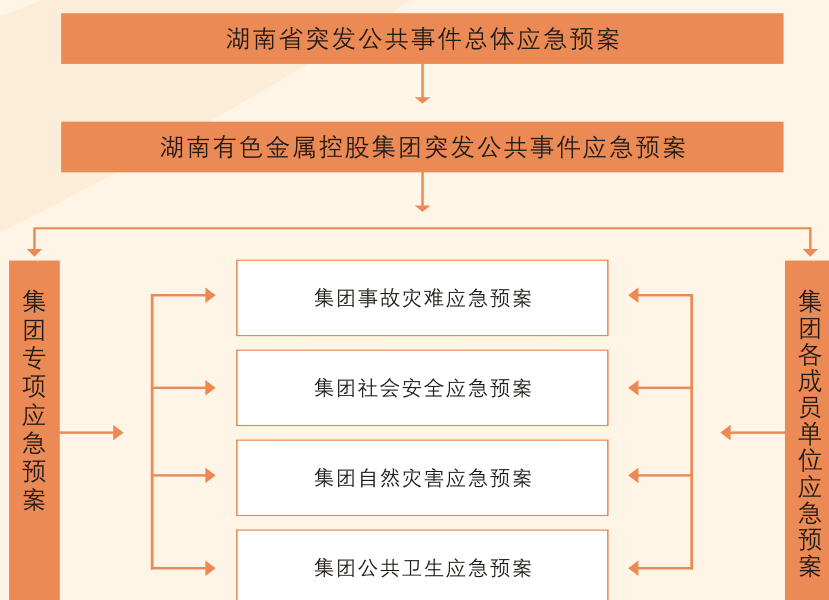 湖南省突发公共事件总体应急预案
湖南有色金属控股集团突发公共事件应急预案
集团专项应急预案
集团事故灾难应急预案
集团社会安全应急预案
集团自然灾害应急预案
集团公共卫生应急预案
集团各成员单位应急预案